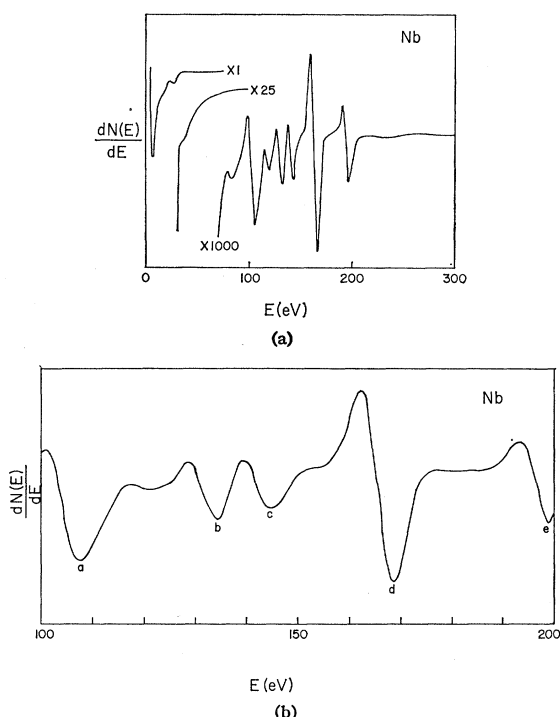 Nb
X1
X25
dN(E)
dE
X1000
0
100
200
300
E (eV)
(a)
Nb
dN(E)
dE
a
b
c
d
e
100
150
200
E (eV)
(b)